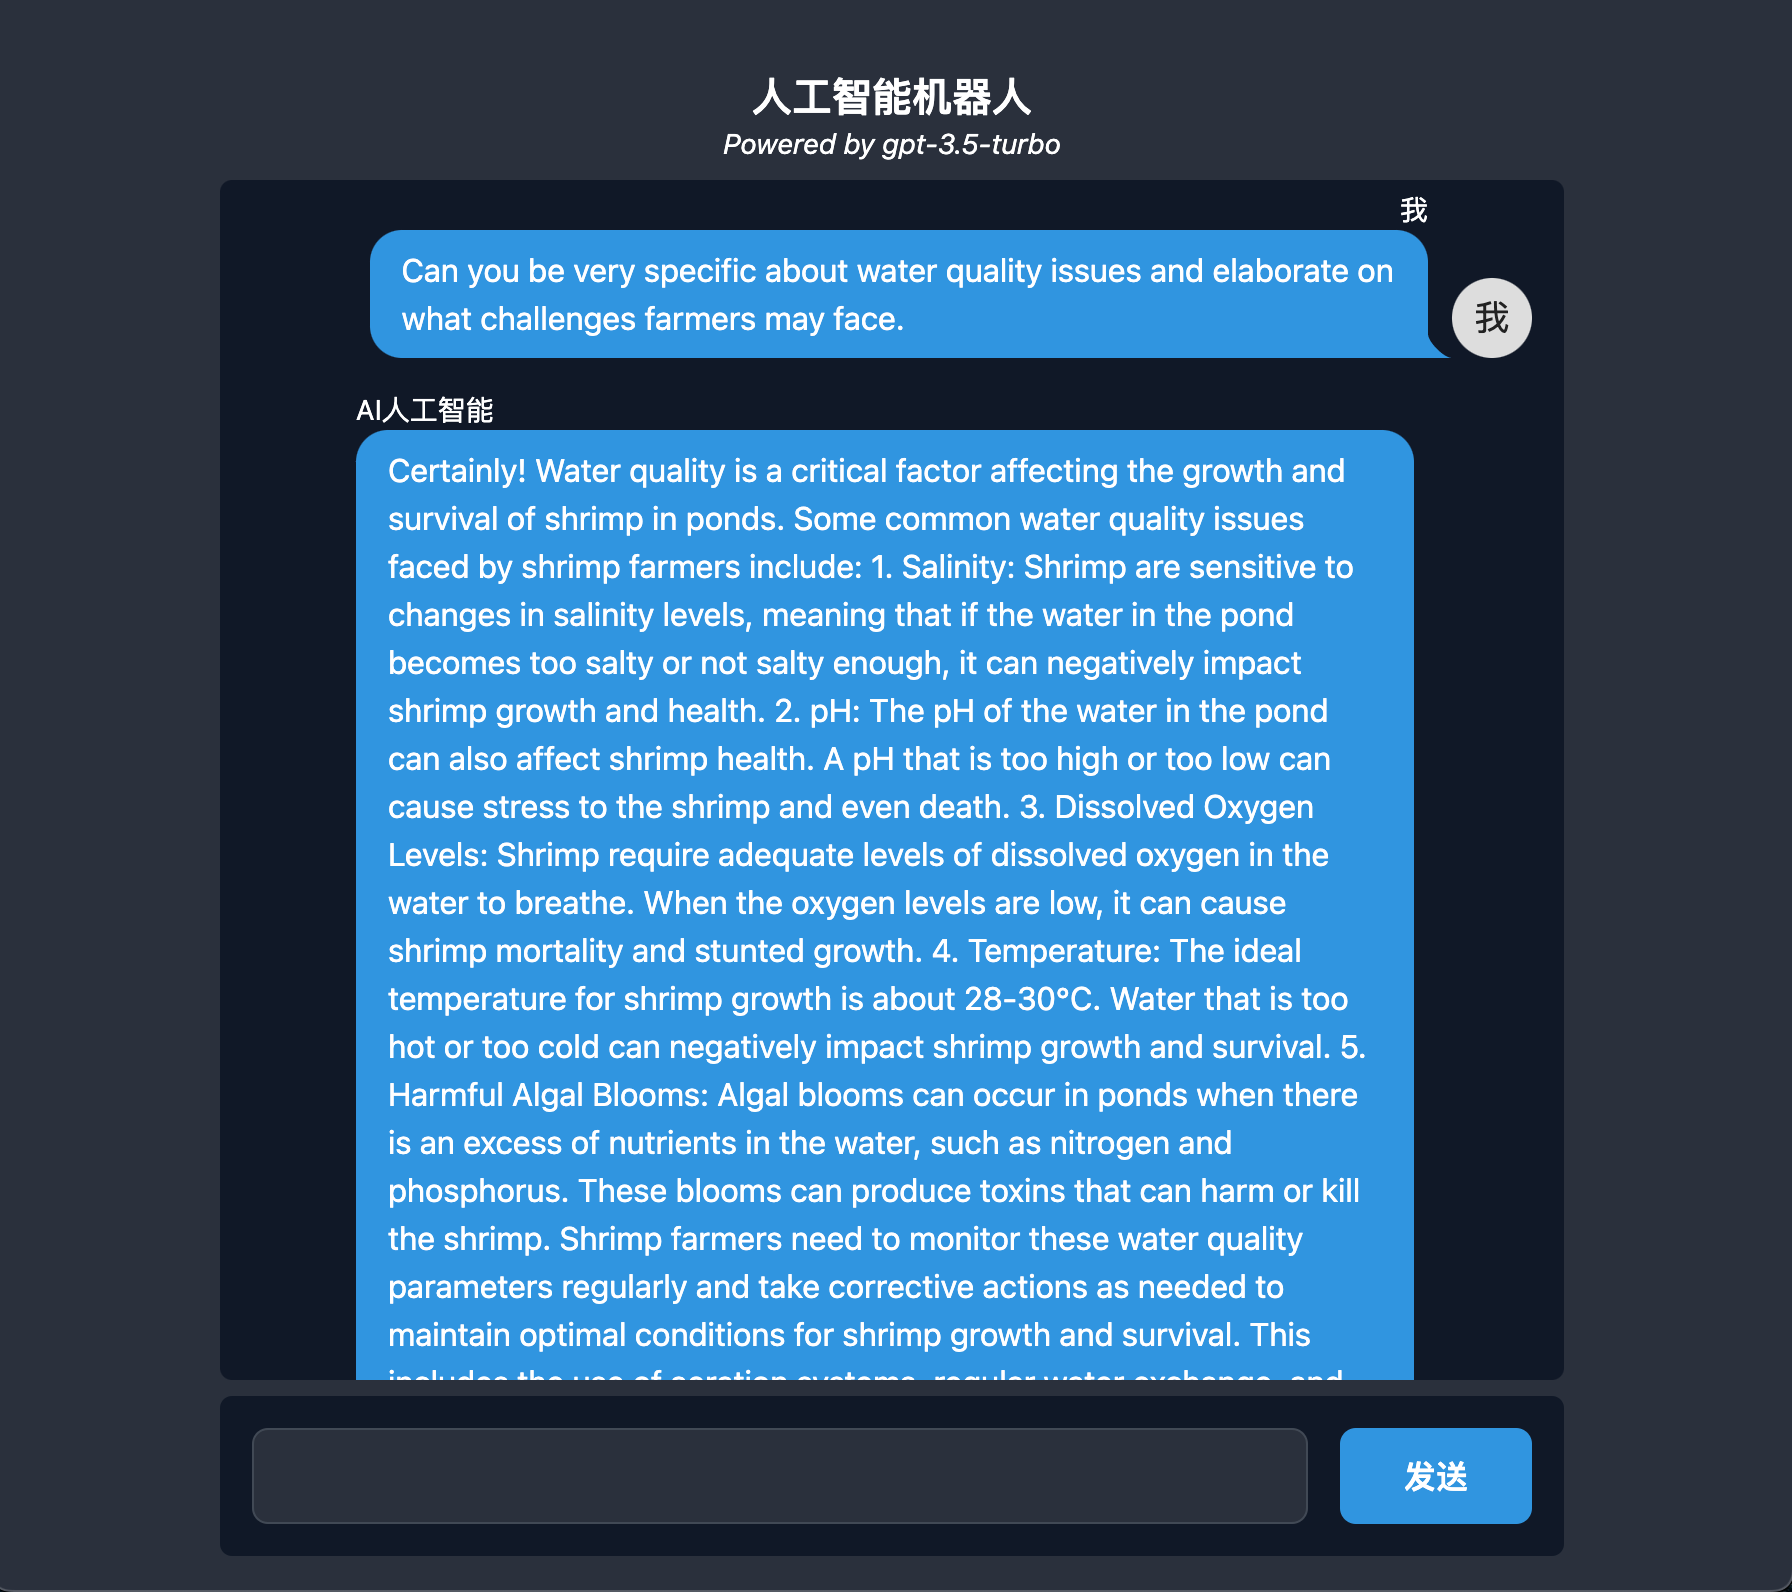 人工智能机器人
Powered by gpt-3.5-turbo
我
Can you be very specific about water quality issues and elaborate on
what challenges farmers may face.
我
AI人工智能
Certainly! Water quality is a critical factor affecting the growth and
survival of shrimp in ponds. Some common water quality issues
faced by shrimp farmers include: 1. Salinity: Shrimp are sensitive to
changes in salinity levels, meaning that if the water in the pond
becomes too salty or not salty enough, it can negatively impact
shrimp growth and health. 2. pH: The pH of the water in the pond
can also affect shrimp health. A pH that is too high or too low can
cause stress to the shrimp and even death. 3. Dissolved Oxygen
Levels: Shrimp require adequate levels of dissolved oxygen in the
water to breathe. When the oxygen levels are low, it can cause
shrimp mortality and stunted growth. 4. Temperature: The ideal
temperature for shrimp growth is about 28-30°C. Water that is too
hot or too cold can negatively impact shrimp growth and survival. 5.
Harmful Algal Blooms: Algal blooms can occur in ponds when there
is an excess of nutrients in the water, such as nitrogen and
phosphorus. These blooms can produce toxins that can harm or kill
the shrimp. Shrimp farmers need to monitor these water quality
parameters regularly and take corrective actions as needed to
maintain optimal conditions for shrimp growth and survival. This
includes the use of aeration systems, regular water exchange, and
发送